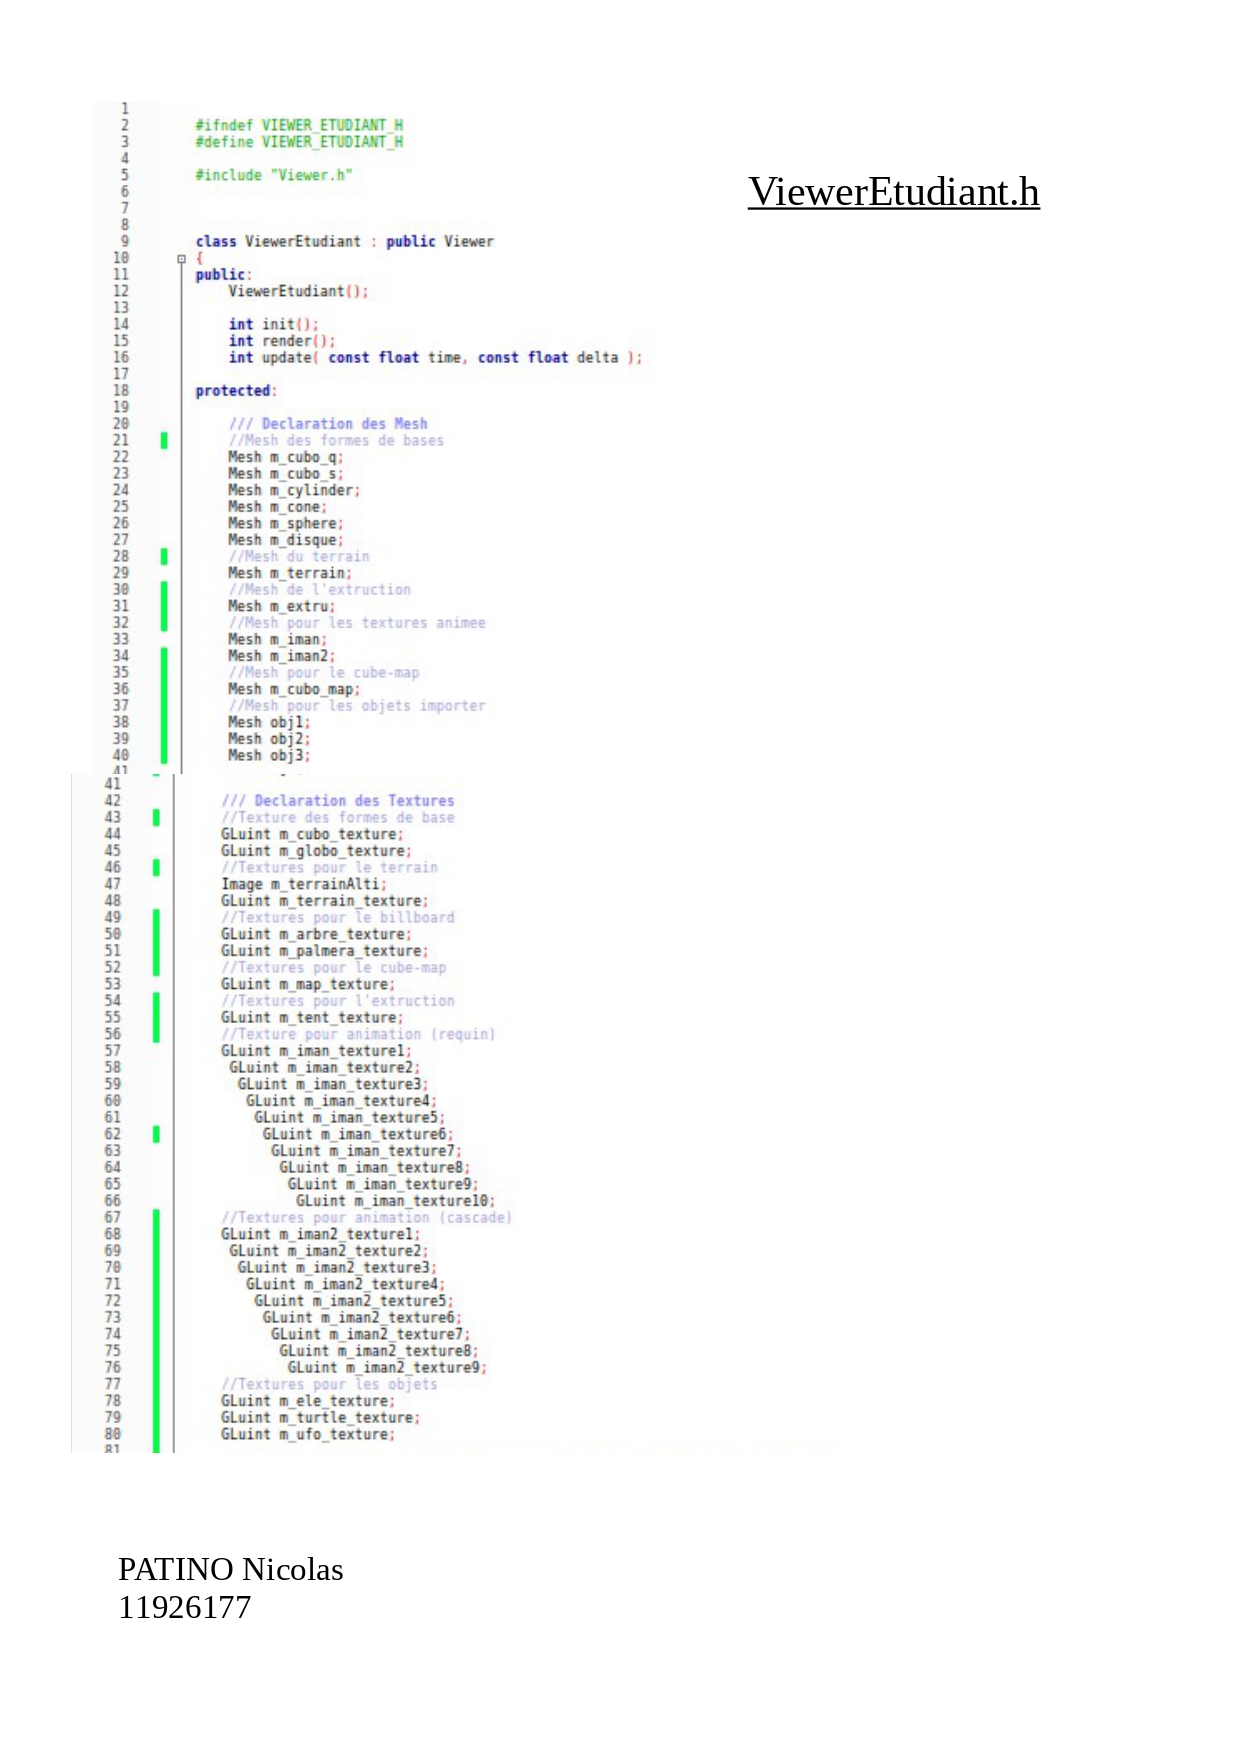 1
2 #ifndef VIEWER_ETUDIANT_H
3 #define VIEWER_ETUDIANT_H
4
5 #include "Viewer.h"
6
ViewerEtudiant.h
7
8
9 class ViewerEtudiant : public Viewer
10 {
11 public:
12 ViewerEtudiant();
13
14 int init();
15 int render();
16 int update( const float time, const float delta );
17
18 protected:
19
20 /// Declaration des Mesh
21 //Mesh des formes de bases
22 Mesh m_cubo_q;
23 Mesh m_cubo_s;
24 Mesh m_cylinder;
25 Mesh m_cone;
26 Mesh m_sphere;
27 Mesh m_disque;
28 //Mesh du terrain
29 Mesh m_terrain;
30 //Mesh de l'extruction
31 Mesh m_extru;
32 //Mesh pour les textures animee
33 Mesh m_iman;
34 Mesh m_iman2;
35 //Mesh pour le cube-map
36 Mesh m_cubo_map;
37 //Mesh pour les objets importer
38 Mesh obj1;
39 Mesh obj2;
40 Mesh obj3;
41
41
42 /// Declaration des Textures
43 //Texture des formes de base
44 GLuint m_cubo_texture;
45 GLuint m_globo_texture;
46 //Textures pour le terrain
47 Image m_terrainAlti;
48 GLuint m_terrain_texture;
49 //Textures pour le billboard
50 GLuint m_arbre_texture;
51 GLuint m_palmera_texture;
52 //Textures pour le cube-map
53 GLuint m_map_texture;
54 //Textures pour l'extruction
55 GLuint m_tent_texture;
56 //Texture pour animation (requin)
57 GLuint m_iman_texture1;
58 GLuint m_iman_texture2;
59 GLuint m_iman_texture3;
60 GLuint m_iman_texture4;
61 GLuint m_iman_texture5;
62 GLuint m_iman_texture6;
63 GLuint m_iman_texture7;
64 GLuint m_iman_texture8;
65 GLuint m_iman_texture9;
66 GLuint m_iman_texture10;
67 //Textures pour animation (cascade)
68 GLuint m_iman2_texture1;
69 GLuint m_iman2_texture2;
70 GLuint m_iman2_texture3;
71 GLuint m_iman2_texture4;
72 GLuint m_iman2_texture5;
73 GLuint m_iman2_texture6;
74 GLuint m_iman2_texture7;
75 GLuint m_iman2_texture8;
76 GLuint m_iman2_texture9;
77 //Textures pour les objets
78 GLuint m_ele_texture;
79 GLuint m_turtle_texture;
80 GLuint m_ufo_texture;
81
PATINO Nicolas
11926177